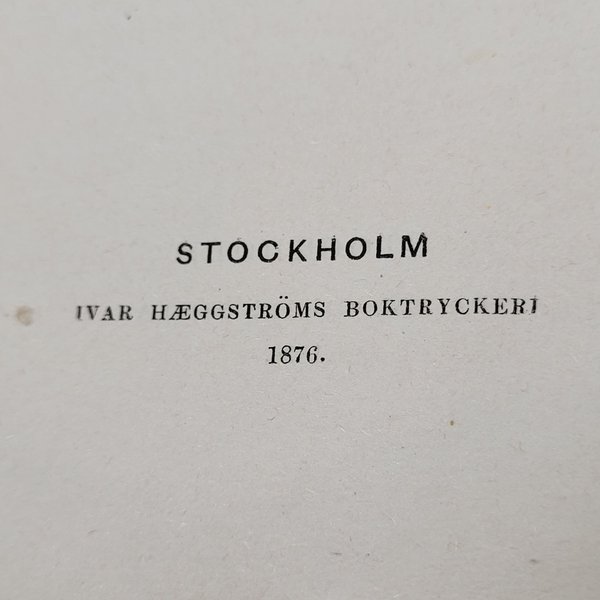 STOCKHOLM
IVAR HÆGGSTRÖMS BOKTRYCKERI
1876.